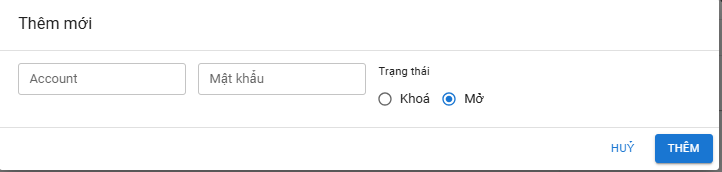 Thêm mới
Account
Mật khẩu
Trạng thái
Khoá
Mở
HUỶ
THÊM